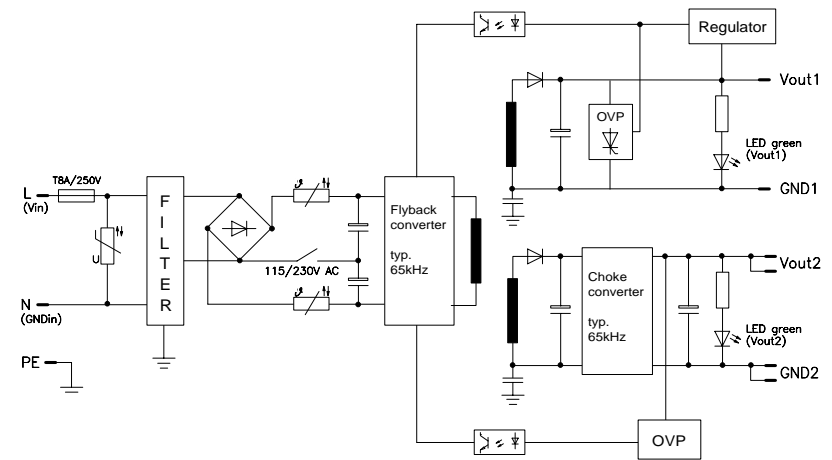 Regulator
Vout1
OVP
LED green
(Vout1)
T8A/250V
L
(Vin)
FILTER
ϑ
Flyback
converter
typ.
65kHz
GND1
I
U
115/230V AC
Choke
converter
typ.
65kHz
Vout2
ϑ
N
(GNDin)
LED green
(Vout2)
PE
GND2
OVP